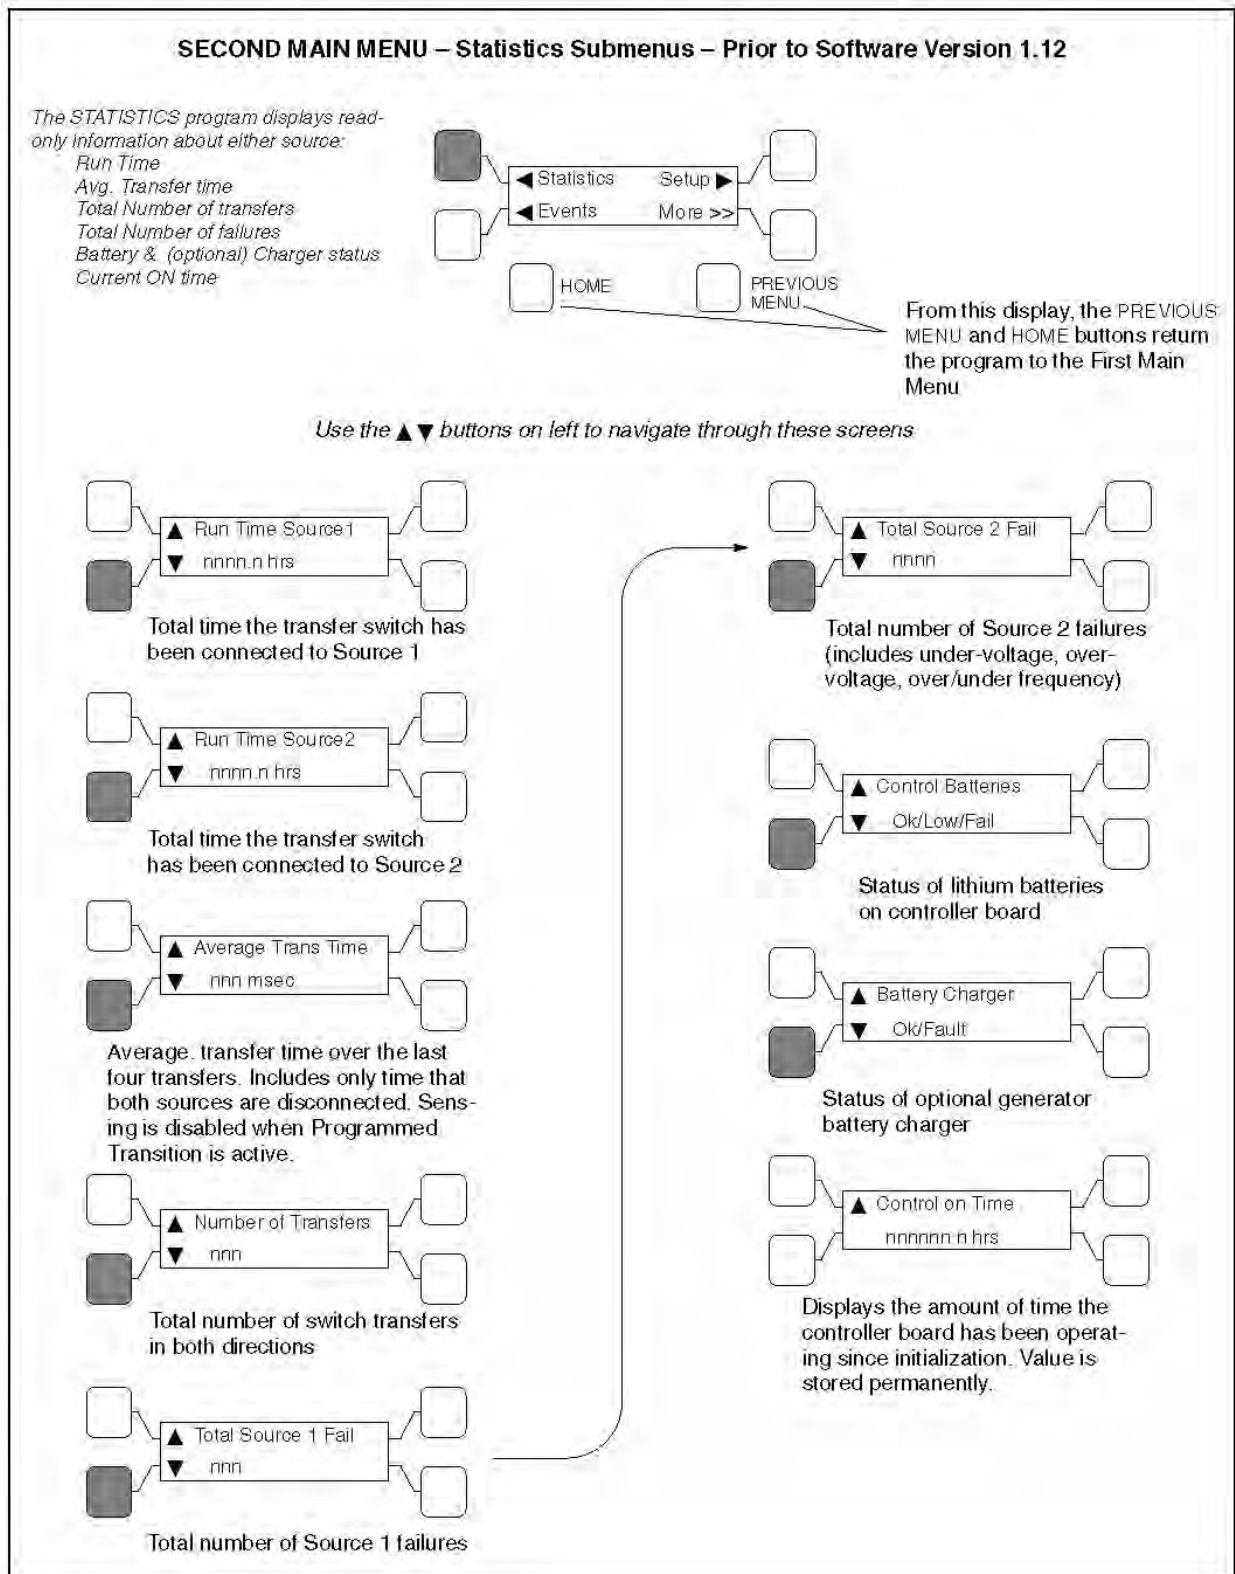 SECOND MAIN MENU – Statistics Submenus – Prior to Software Version 1.12
The STATISTICS program displays read-
only information about either source:
Run Time
Avg. Transfer time
Total Number of transfers
Total Number of failures
Battery & (optional) Charger status
Current ON time
◀ Statistics Setup ▶
◀ Events More >>
HOME
PREVIOUS
MENU
From this display, the PREVIOUS
MENU and HOME buttons return
the program to the First Main
Menu
Use the ▲ ▼ buttons on left to navigate through these screens
▲ Run Time Source1
▼ nnnn.n hrs
Total time the transfer switch has
been connected to Source 1
▲ Run Time Source2
▼ nnnn.n hrs
Total time the transfer switch
has been connected to Source 2
▲ Average Trans Time
▼ nnn msec
Average. transfer time over the last
four transfers. Includes only time that
both sources are disconnected. Sens-
ing is disabled when Programmed
Transition is active.
▲ Number of Transfers
▼ nnn
Total number of switch transfers
in both directions
▲ Total Source 1 Fail
▼ nnn
Total number of Source 1 failures
▲ Total Source 2 Fail
▼ nnnn
Total number of Source 2 failures
(includes under-voltage, over-
voltage, over/under frequency)
▲ Control Batteries
▼ Ok/Low/Fail
Status of lithium batteries
on controller board
▲ Battery Charger
▼ Ok/Fault
Status of optional generator
battery charger
▲ Control on Time
nnnnnn.n hrs
Displays the amount of time the
controller board has been operat-
ing since initialization. Value is
stored permanently.